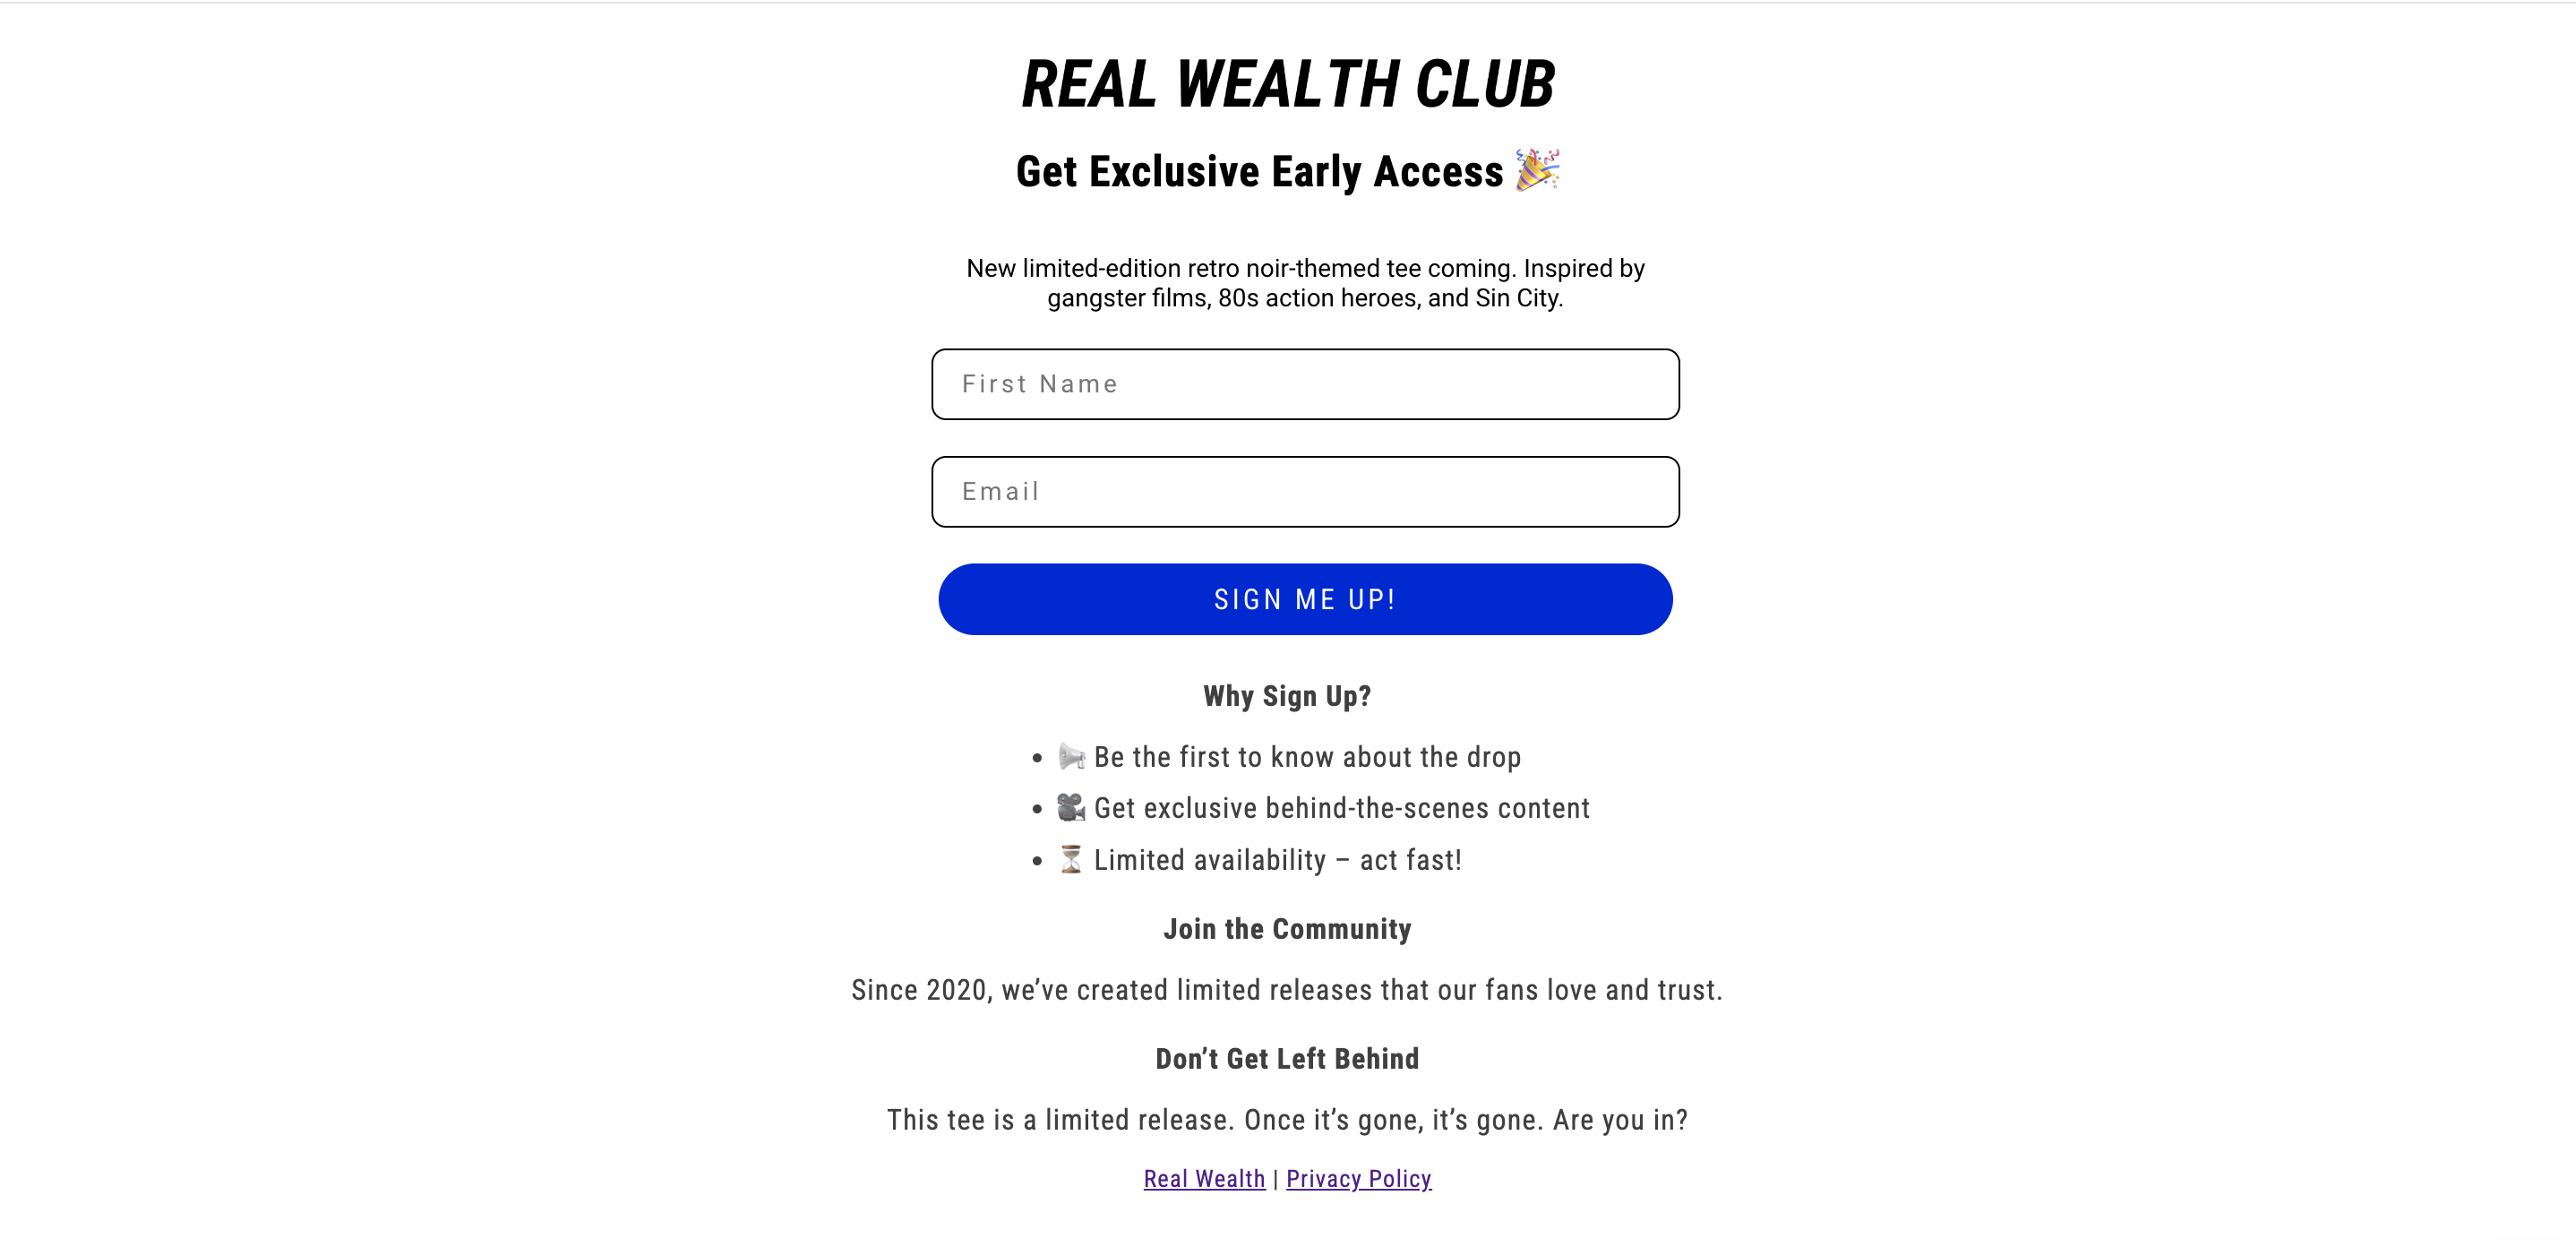 REAL WEALTH CLUB
Get Exclusive Early Access 🎉
New limited-edition retro noir-themed tee coming. Inspired by
gangster films, 80s action heroes, and Sin City.
First Name
Email
SIGN ME UP!
Why Sign Up?
• 📢 Be the first to know about the drop
• 🎥 Get exclusive behind-the-scenes content
• ⏳ Limited availability – act fast!
Join the Community
Since 2020, we’ve created limited releases that our fans love and trust.
Don’t Get Left Behind
This tee is a limited release. Once it’s gone, it’s gone. Are you in?
Real Wealth | Privacy Policy